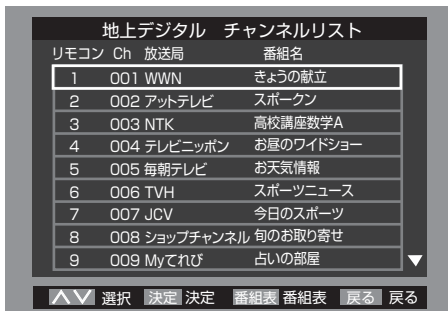 地上デジタル チャンネルリスト
リモコン Ch 放送局 番組名
1 001 WWN きょうの献立
2 002 アットテレビ スポークン
3 003 NTK 高校講座数学A
4 004 テレビニッポン お昼のワイドショー
5 005 毎朝テレビ お天気情報
6 006 TVH スポーツニュース
7 007 JCV 今日のスポーツ
8 008 ショップチャンネル 旬のお取り寄せ
9 009 Myてれび 占いの部屋
選択 決定 決定 番組表 番組表 戻る 戻る